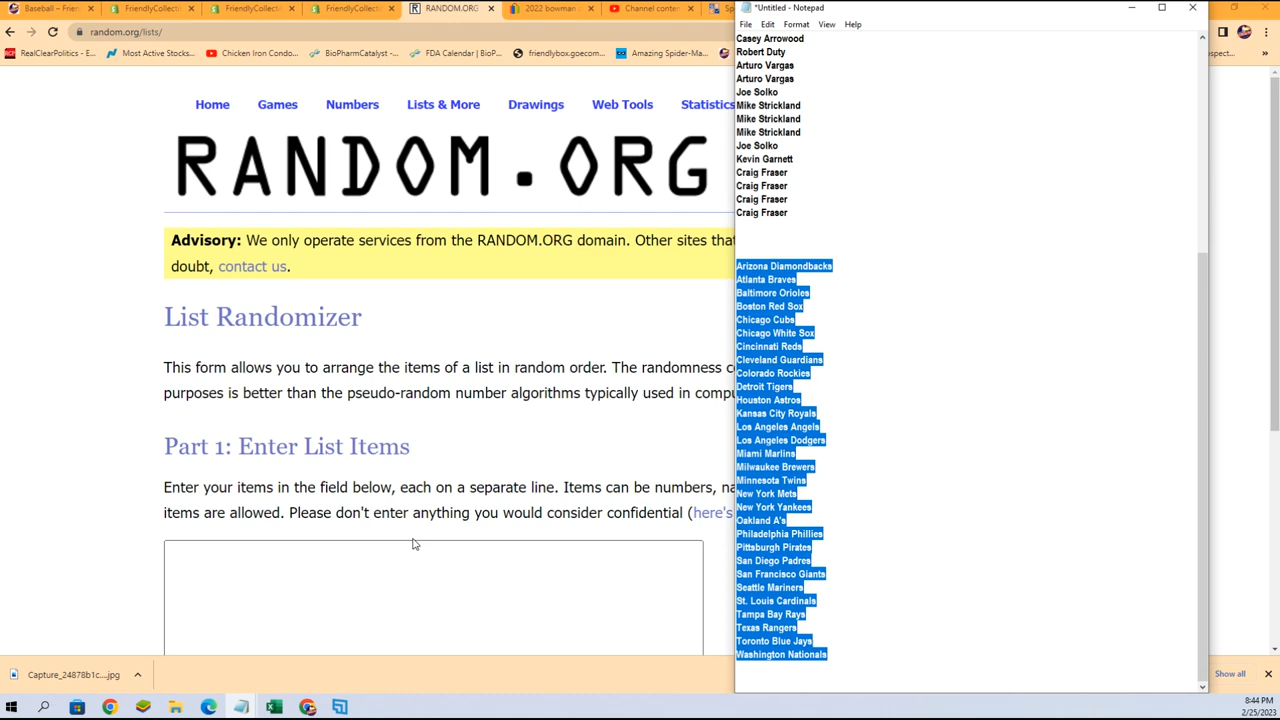 Baseball – Friendly
FriendlyCollecti
FriendlyCollecti
FriendlyCollecti
RANDOM.ORG
2022 bowman
Channel conten
Sp
random.org/lists/
RealClearPolitics - E...
Most Active Stocks...
Chicken Iron Condo...
BioPharmCatalyst -...
FDA Calendar | BioP...
friendlybox.goecom...
Amazing Spider-Ma...
Home
Games
Numbers
Lists & More
Drawings
Web Tools
Statistics
RANDOM.ORG
Advisory: We only operate services from the RANDOM.ORG domain. Other sites that
doubt, contact us.
List Randomizer
This form allows you to arrange the items of a list in random order. The randomness c
purposes is better than the pseudo-random number algorithms typically used in compu
Part 1: Enter List Items
Enter your items in the field below, each on a separate line. Items can be numbers, na
items are allowed. Please don't enter anything you would consider confidential (here's
*Untitled - Notepad
File Edit Format View Help
Casey Arrowood
Robert Duty
Arturo Vargas
Arturo Vargas
Joe Solko
Mike Strickland
Mike Strickland
Mike Strickland
Joe Solko
Kevin Garnett
Craig Fraser
Craig Fraser
Craig Fraser
Craig Fraser
Arizona Diamondbacks
Atlanta Braves
Baltimore Orioles
Boston Red Sox
Chicago Cubs
Chicago White Sox
Cincinnati Reds
Cleveland Guardians
Colorado Rockies
Detroit Tigers
Houston Astros
Kansas City Royals
Los Angeles Angels
Los Angeles Dodgers
Miami Marlins
Milwaukee Brewers
Minnesota Twins
New York Mets
New York Yankees
Oakland A's
Philadelphia Phillies
Pittsburgh Pirates
San Diego Padres
San Francisco Giants
Seattle Mariners
St. Louis Cardinals
Tampa Bay Rays
Texas Rangers
Toronto Blue Jays
Washington Nationals
spect...
Capture_24878b1c....jpg
Show all
8:44 PM
2/25/2023